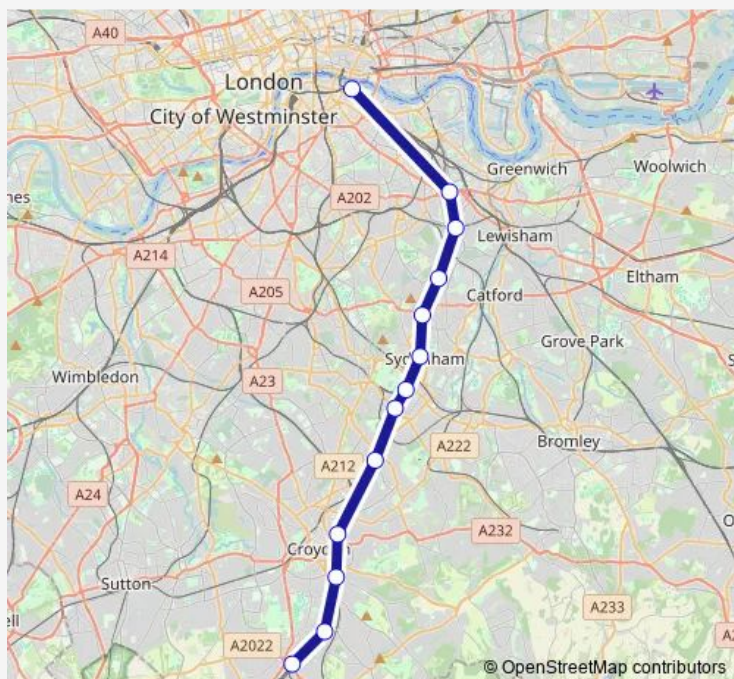 A40
London
City of Westminster
Greenwich
Woolwich
A202
Lewisham
A214
Eltham
A205
Catford
Grove Park
Sydenham
Wimbledon
A23
Bromley
A222
A212
A24
A232
Croydon
Sutton
A233
A2022
© OpenStreetMap contributors